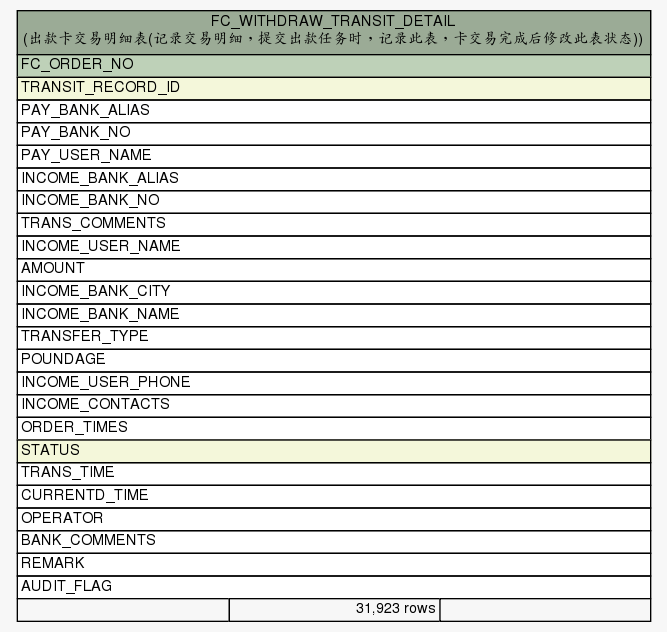 FC_WITHDRAW_TRANSIT_DETAIL
(出款卡交易明细表(记录交易明细，提交出款任务时，记录此表，卡交易完成后修改此表状态))
FC_ORDER_NO
TRANSIT_RECORD_ID
PAY_BANK_ALIAS
PAY_BANK_NO
PAY_USER_NAME
INCOME_BANK_ALIAS
INCOME_BANK_NO
TRANS_COMMENTS
INCOME_USER_NAME
AMOUNT
INCOME_BANK_CITY
INCOME_BANK_NAME
TRANSFER_TYPE
POUNDAGE
INCOME_USER_PHONE
INCOME_CONTACTS
ORDER_TIMES
STATUS
TRANS_TIME
CURRENTD_TIME
OPERATOR
BANK_COMMENTS
REMARK
AUDIT_FLAG
31,923 rows